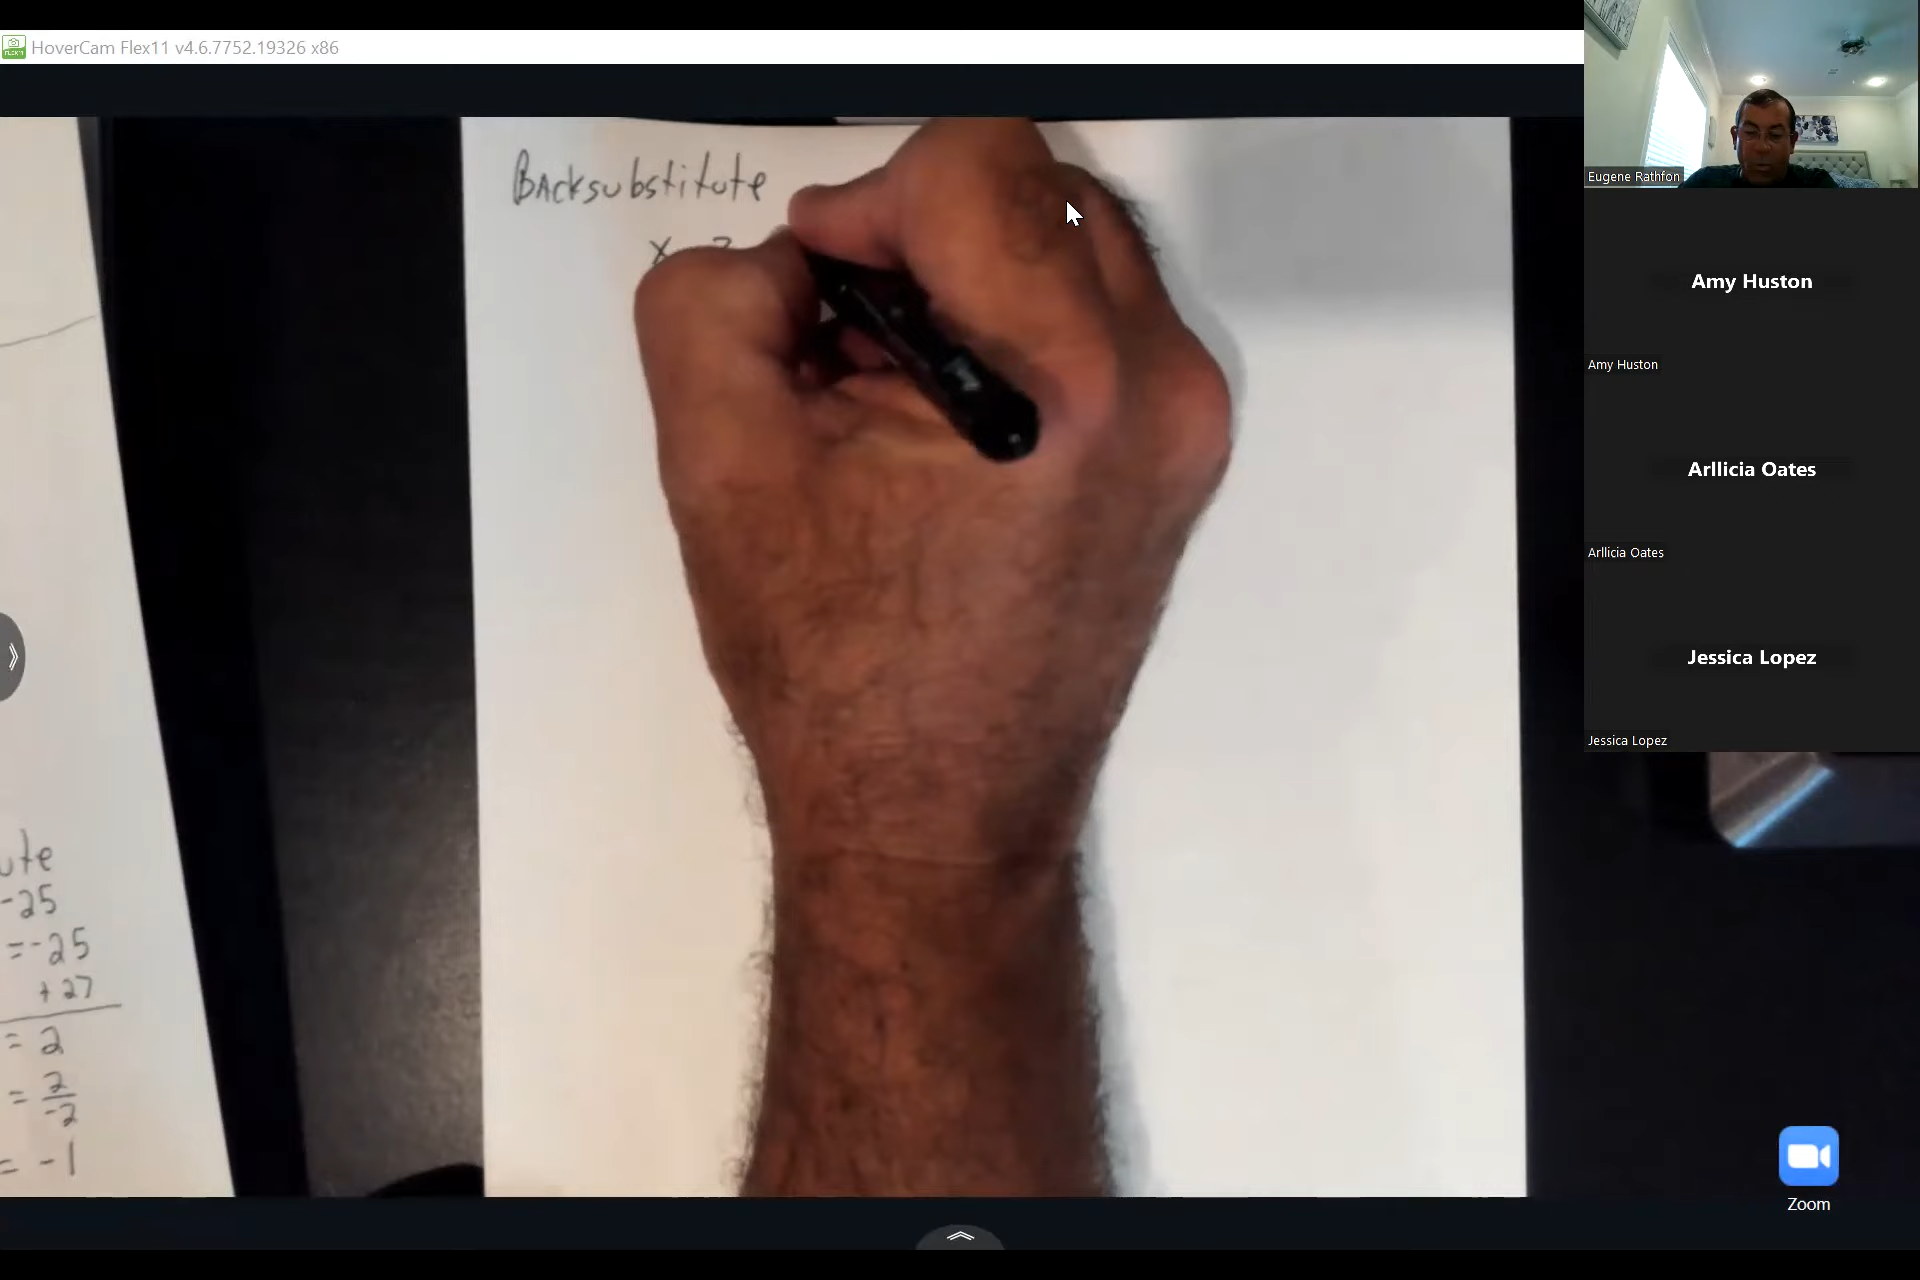 HoverCam Flex11 v4.6.7752.19326 x86
Backsubstitute
x
ute
-25
=-25
+27
= 2
= 2/-2
= -1
Eugene Rathfon
Amy Huston
Amy Huston
Arllicia Oates
Arllicia Oates
Jessica Lopez
Jessica Lopez
Zoom